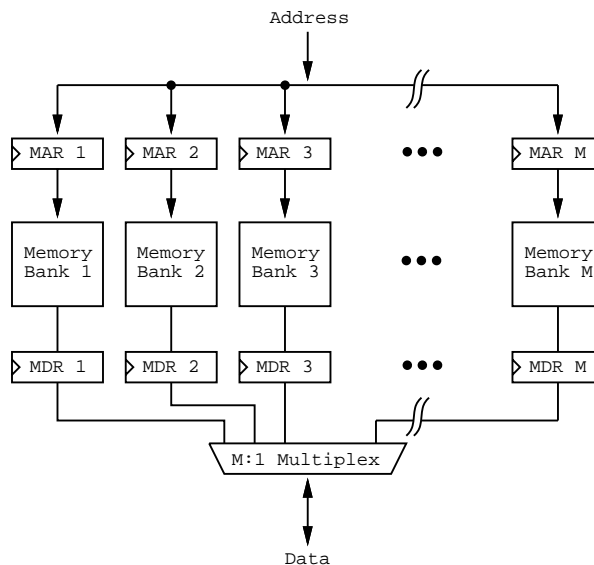 Address
MAR 1
MAR 2
MAR 3
MAR M
Memory
Bank 1
Memory
Bank 2
Memory
Bank 3
Memory
Bank M
MDR 1
MDR 2
MDR 3
MDR M
M:1 Multiplex
Data